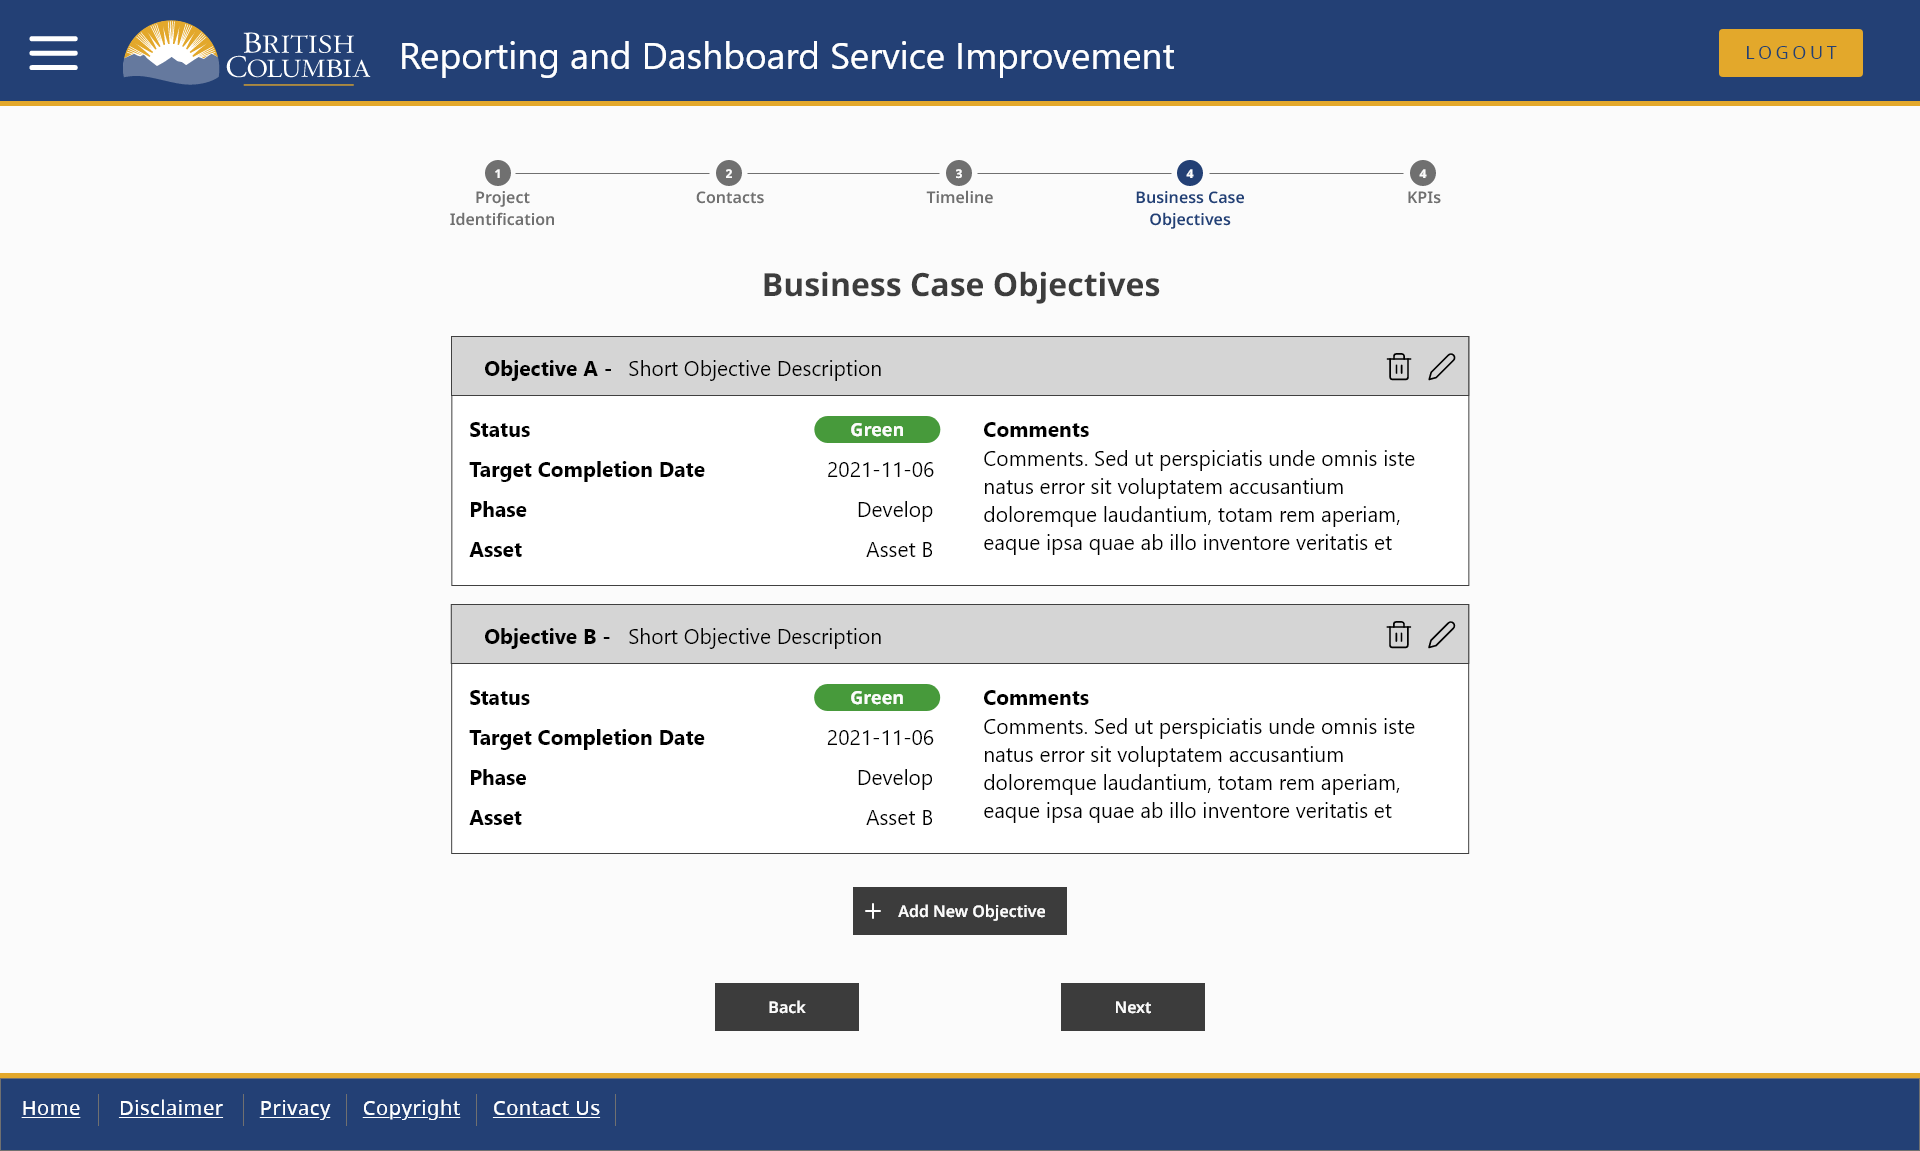 BRITISH
COLUMBIA
Reporting and Dashboard Service Improvement
LOGOUT
1
Project
Identification
2
Contacts
3
Timeline
4
Business Case
Objectives
4
KPIs
Business Case Objectives
Objective A - Short Objective Description
Status Green
Target Completion Date 2021-11-06
Phase Develop
Asset Asset B
Comments
Comments. Sed ut perspiciatis unde omnis iste
natus error sit voluptatem accusantium
doloremque laudantium, totam rem aperiam,
eaque ipsa quae ab illo inventore veritatis et
Objective B - Short Objective Description
Status Green
Target Completion Date 2021-11-06
Phase Develop
Asset Asset B
Comments
Comments. Sed ut perspiciatis unde omnis iste
natus error sit voluptatem accusantium
doloremque laudantium, totam rem aperiam,
eaque ipsa quae ab illo inventore veritatis et
+ Add New Objective
Back
Next
Home
Disclaimer
Privacy
Copyright
Contact Us